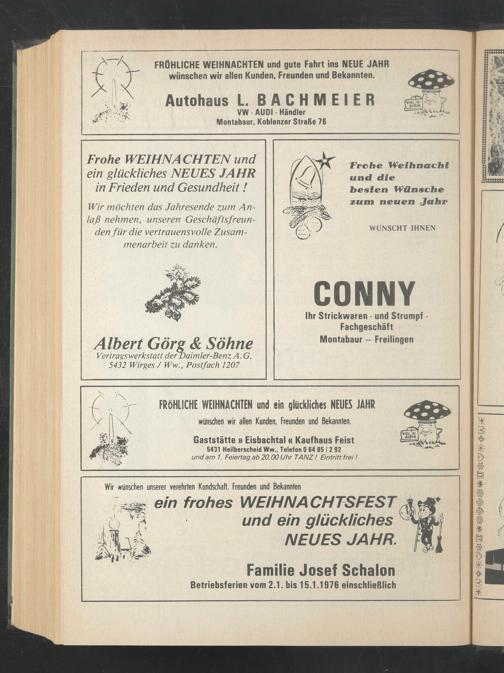 FRÖHLICHE WEIHNACHTEN und gute Fahrt ins NEUE JAHR
wünschen wir allen Kunden, Freunden und Bekannten.
Autohaus L. BACHMEIER
VW - AUDI - Händler
Montabaur, Koblenzer Straße 76
Frohe WEIHNACHTEN und
ein glückliches NEUES JAHR
in Frieden und Gesundheit !
Wir möchten das Jahresende zum An-
laß nehmen, unseren Geschäftsfreun-
den für die vertrauensvolle Zusam-
menarbeit zu danken.
Albert Görg & Söhne
Vertragswerkstatt der Daimler-Benz A.G.
5432 Wirges / Ww., Postfach 1207
Frohe Weihnacht
und die
besten Wünsche
zum neuen Jahr
WÜNSCHT IHNEN
CONNY
Ihr Strickwaren - und Strumpf -
Fachgeschäft
Montabaur – Freilingen
FRÖHLICHE WEIHNACHTEN und ein glückliches NEUES JAHR
wünschen wir allen Kunden, Freunden und Bekannten.
Gaststätte » Eisbachtal « Kaufhaus Feist
5431 Heilberscheid Ww., Telefon 0 64 85 / 2 92
und am 1. Feiertag ab 20.00 Uhr TANZ ! Eintritt frei !
Wir wünschen unserer verehrten Kundschaft, Freunden und Bekannten
ein frohes WEIHNACHTSFEST
und ein glückliches
NEUES JAHR.
Familie Josef Schalon
Betriebsferien vom 2.1. bis 15.1.1976 einschließlich